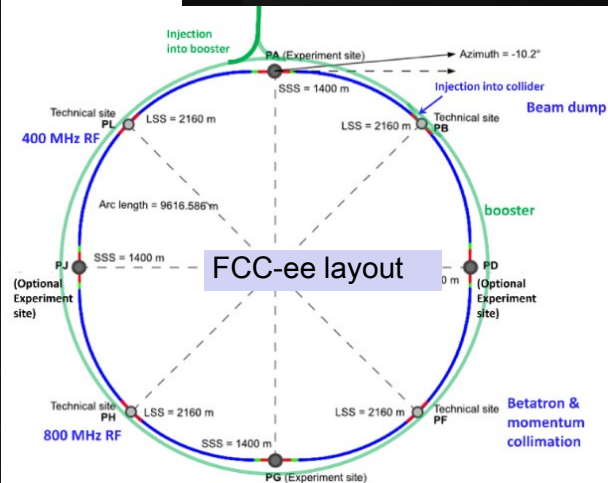 Injection
into booster
PA (Experiment site)
Azimuth = -10.2°
SSS = 1400 m
Injection into collider
Beam dump
Technical site
PL
LSS = 2160 m
400 MHz RF
LSS = 2160 m
Technical site
PB
Arc length = 9616.586 m
booster
PJ
SSS = 1400 m
(Optional
Experiment
site)
FCC-ee layout
0 m
PD
(Optional
Experiment
site)
Technical site
PH
LSS = 2160 m
800 MHz RF
LSS = 2160 m
Technical site
PF
Betatron &
momentum
collimation
SSS = 1400 m
PG (Experiment site)